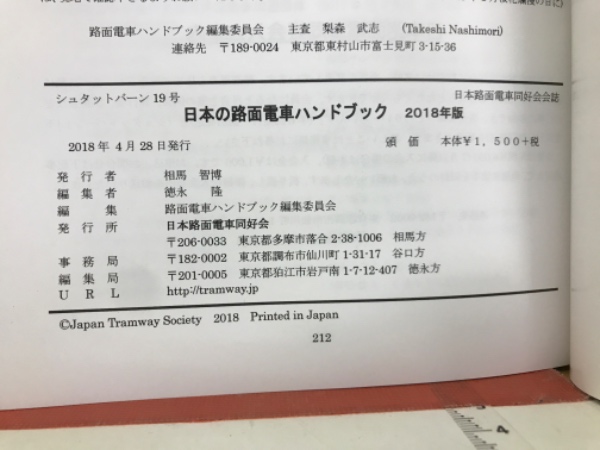 路面電車ハンドブック編集委員会 主査 梨森 武志 (Takeshi Nashimori)
連絡先 〒189-0024 東京都東村山市富士見町 3-15-36
シュタットバーン 19 号 日本路面電車同好会会誌
日本の路面電車ハンドブック 2018年版
2018 年 4 月 28 日発行 頒 価 本体￥1,500+税
発 行 者 相馬 智博
編 集 者 徳永 隆
編 集 路面電車ハンドブック編集委員会
発 行 所 日本路面電車同好会
〒206-0033 東京都多摩市落合 2-38-1006 相馬方
事 務 局 〒182-0002 東京都調布市仙川町 1-31-17 谷口方
編 集 局 〒201-0005 東京都狛江市岩戸南 1-7-12-407 徳永方
U R L http://tramway.jp
©Japan Tramway Society 2018 Printed in Japan
212
4